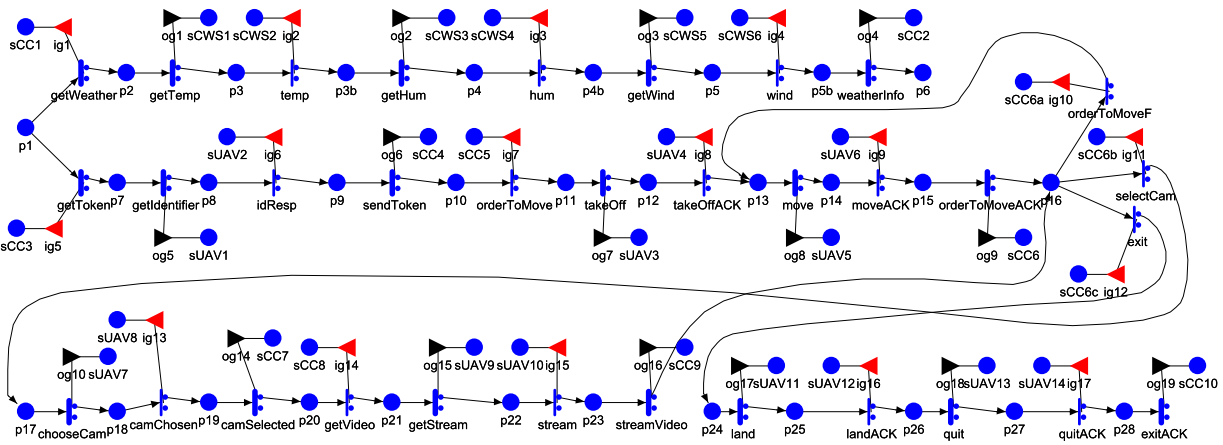 og1 sCWS1 sCWS2 ig2 og2 sCWS3 sCWS4 ig3 og3 sCWS5 sCWS6 ig4 og4 sCC2
sCC1 ig1
getWeather p2 getTemp p3 temp p3b getHum p4 hum p4b getWind p5 wind p5b weatherInfo p6
sCC6a ig10 orderToMoveF
p1
sUAV2 ig6 og6 sCC4 sCC5 ig7 sUAV4 ig8 sUAV6 ig9 sCC6b ig11
getToken p7 getIdentifier p8 idResp p9 sendToken p10 orderToMove p11 takeOff p12 takeOffACK p13 move p14 moveACK p15 orderToMoveACK p16 selectCam
sCC3 ig5 og5 sUAV1 og7 sUAV3 og8 sUAV5 og9 sCC6 exit
sCC6c ig12
sUAV8 ig13
og10 sUAV7 og14 sCC7 sCC8 ig14 og15 sUAV9 sUAV10 ig15 og16 sCC9 og17 sUAV11 sUAV12 ig16 og18 sUAV13 sUAV14 ig17 og19 sCC10
p17 chooseCam p18 camChosen p19 camSelected p20 getVideo p21 getStream p22 stream p23 streamVideo p24 land p25 landACK p26 quit p27 quitACK p28 exitACK